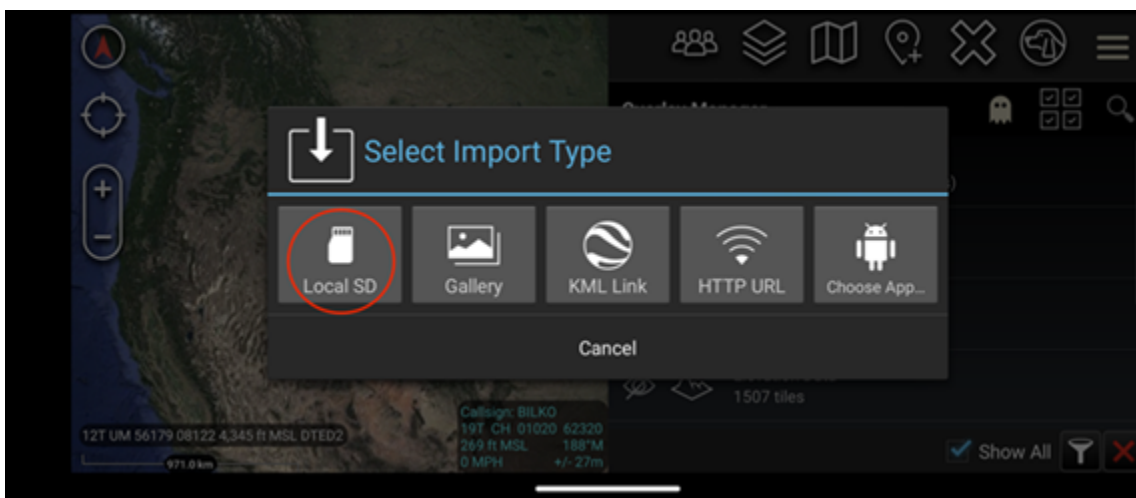 Overlay Manager
Select Import Type
Local SD
Gallery
KML Link
HTTP URL
Choose App...
Cancel
1507 tiles
Callsign: BILKO
19T CH 01020 62320
269 ft MSL 188°M
0 MPH +/- 27m
12T UM 56179 08122 4,345 ft MSL DTED2
971.0 km
Show All